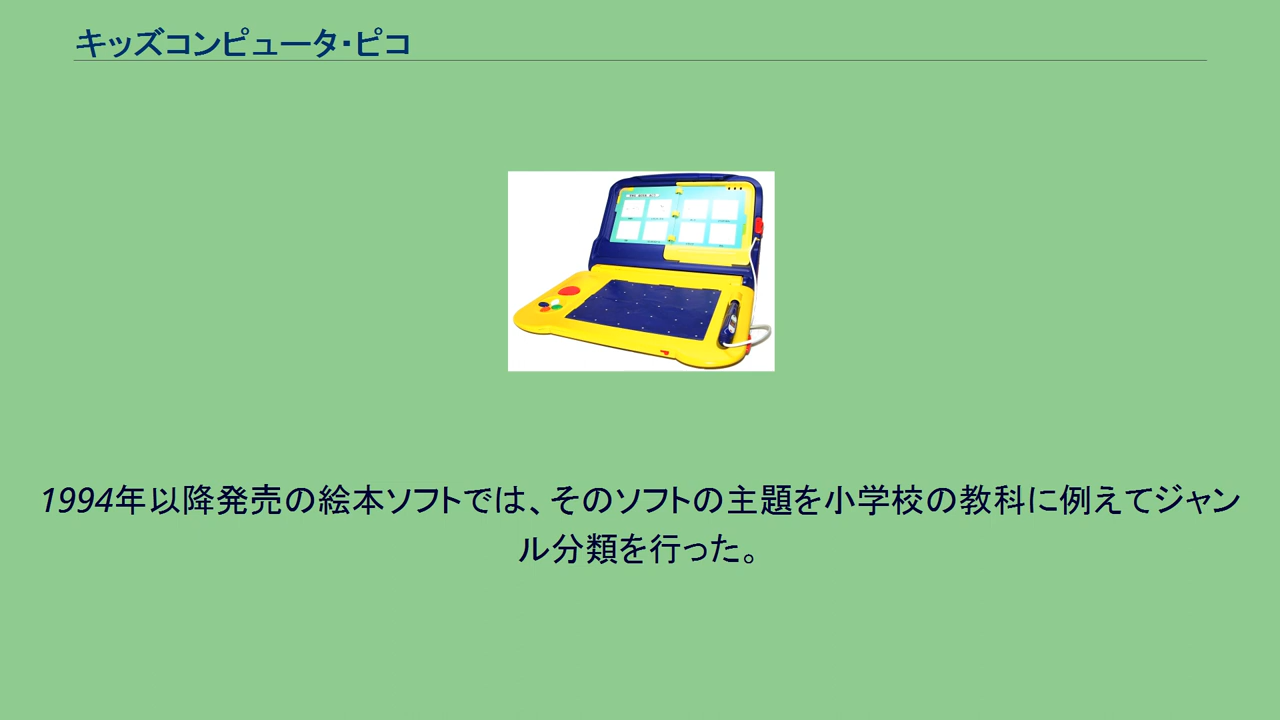 キッズコンピュータ・ピコ
1994年以降発売の絵本ソフトでは、そのソフトの主題を小学校の教科に例えてジャン
ル分類を行った。